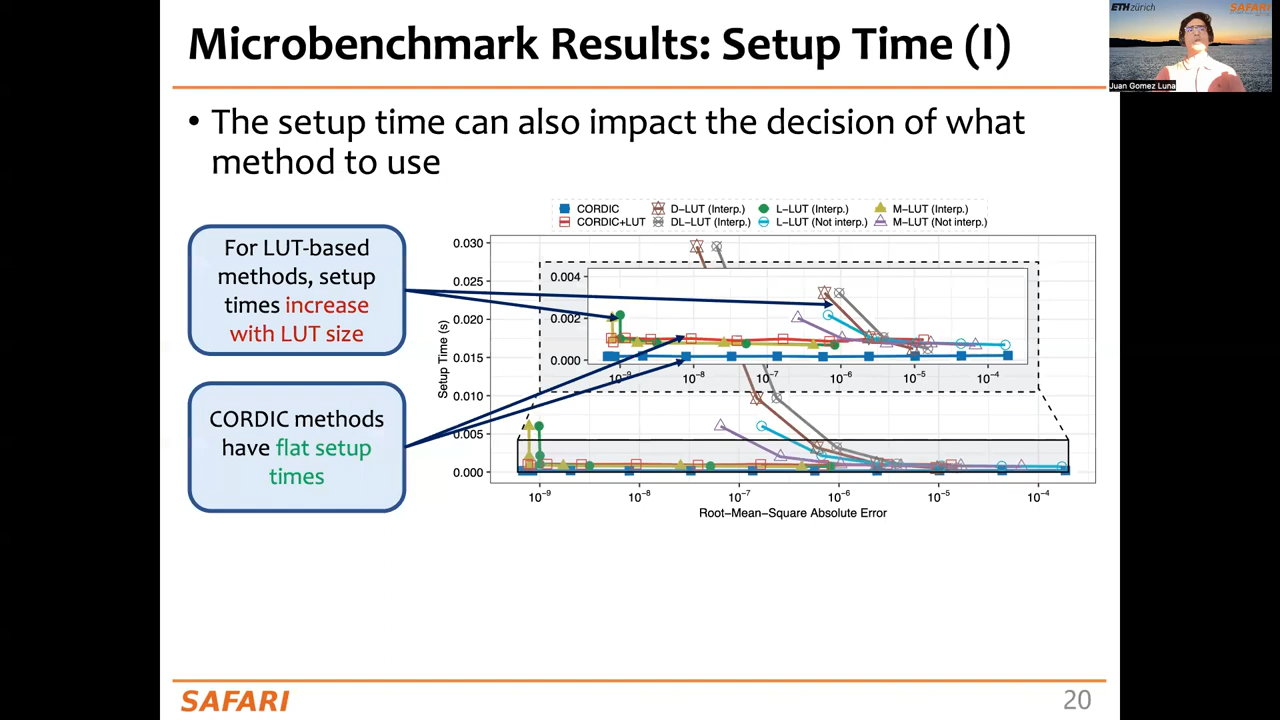 Microbenchmark Results: Setup Time (I)
ETH zürich
SAFARI
Juan Gomez Luna
• The setup time can also impact the decision of what
method to use
For LUT-based
methods, setup
times increase
with LUT size
CORDIC methods
have flat setup
times
CORDIC D-LUT (Interp.) L-LUT (Interp.) M-LUT (Interp.)
CORDIC+LUT DL-LUT (Interp.) L-LUT (Not interp.) M-LUT (Not interp.)
Setup Time (s)
0.030
0.025
0.020
0.015
0.010
0.005
0.000
0.004
0.002
0.000
10⁻⁹ 10⁻⁸ 10⁻⁷ 10⁻⁶ 10⁻⁵ 10⁻⁴
10⁻⁹ 10⁻⁸ 10⁻⁷ 10⁻⁶ 10⁻⁵ 10⁻⁴
Root-Mean-Square Absolute Error
SAFARI
20